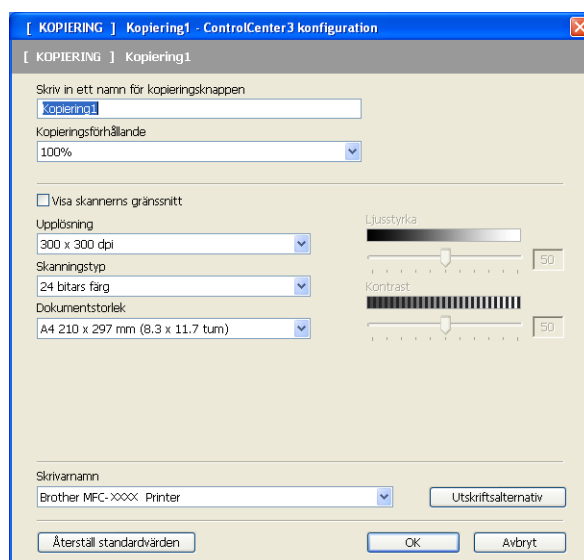 [ KOPIERING ] Kopiering1 - ControlCenter3 konfiguration
[ KOPIERING ] Kopiering1
Skriv in ett namn för kopieringsknappen
Kopiering1
Kopieringsförhållande
100%
Visa skannerns gränssnitt
Upplösning
300 x 300 dpi
Skanningstyp
24 bitars färg
Dokumentstorlek
A4 210 x 297 mm (8.3 x 11.7 tum)
Ljusstyrka
50
Kontrast
50
Skrivarnamn
Brother MFC-XXXX Printer
Utskriftsalternativ
Återställ standardvärden
OK
Avbryt